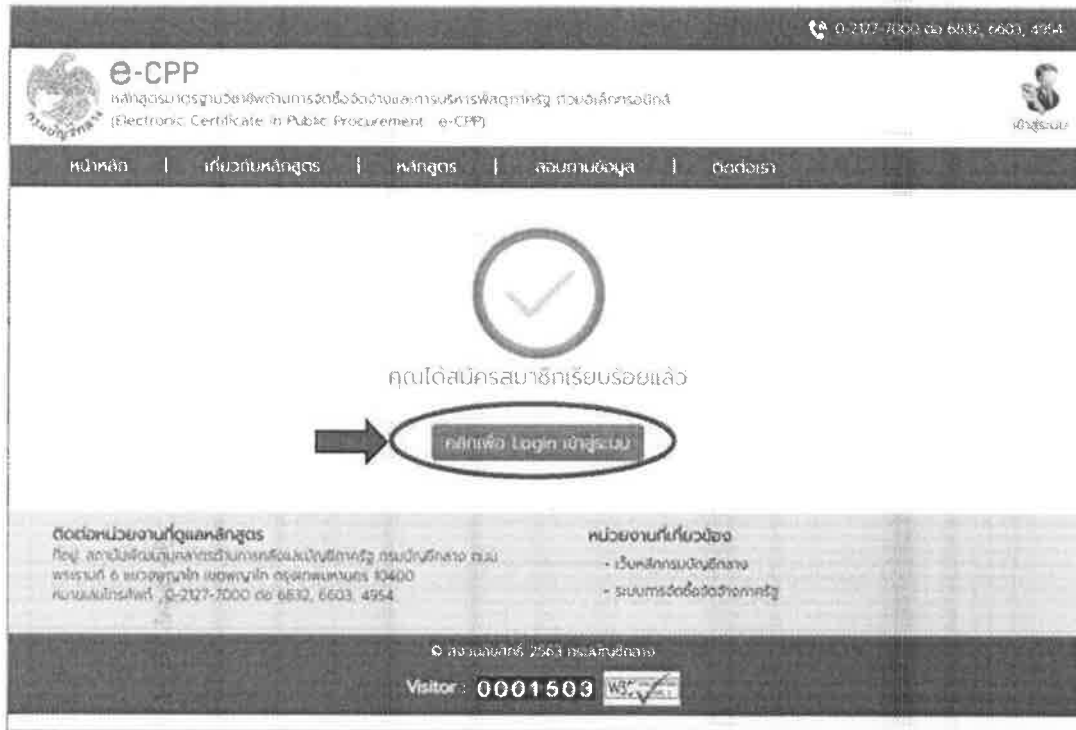 0-2127-7000 ต่อ 6832, 6603, 4954
e-CPP
หลักสูตรมาตรฐานวิชาชีพด้านการจัดซื้อจัดจ้างและการบริหารพัสดุภาครัฐ ด้วยอิเล็กทรอนิกส์
(Electronic Certificate in Public Procurement e-CPP)
กรมบัญชีกลาง
เข้าสู่ระบบ
หน้าหลัก | เกี่ยวกับหลักสูตร | หลักสูตร | สอบถามข้อมูล | ติดต่อเรา
คุณได้สมัครสมาชิกเรียบร้อยแล้ว
คลิกเพื่อ Login เข้าสู่ระบบ
ติดต่อหน่วยงานที่ดูแลหลักสูตร
ที่อยู่ สถาบันพัฒนาบุคลากรด้านการคลังและบัญชีภาครัฐ กรมบัญชีกลาง ถนน
พระรามที่ 6 แขวงพญาไท เขตพญาไท กรุงเทพมหานคร 10400
หมายเลขโทรศัพท์ 0-2127-7000 ต่อ 6832, 6603, 4954
หน่วยงานที่เกี่ยวข้อง
- เว็บหลักกรมบัญชีกลาง
- ระบบการจัดซื้อจัดจ้างภาครัฐ
© สงวนลิขสิทธิ์ 2563 กรมบัญชีกลาง
Visitor : 0001503 W3C